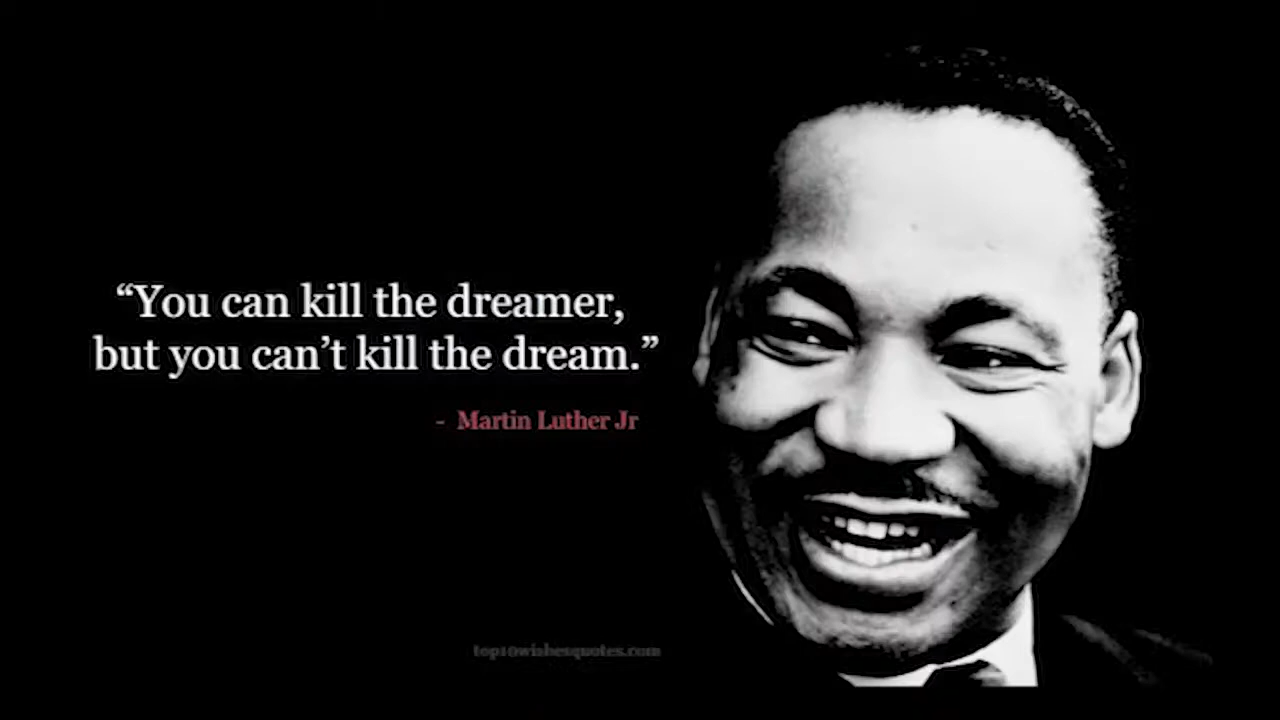 “You can kill the dreamer,
but you can’t kill the dream.”
- Martin Luther Jr
top10wishesquotes.com